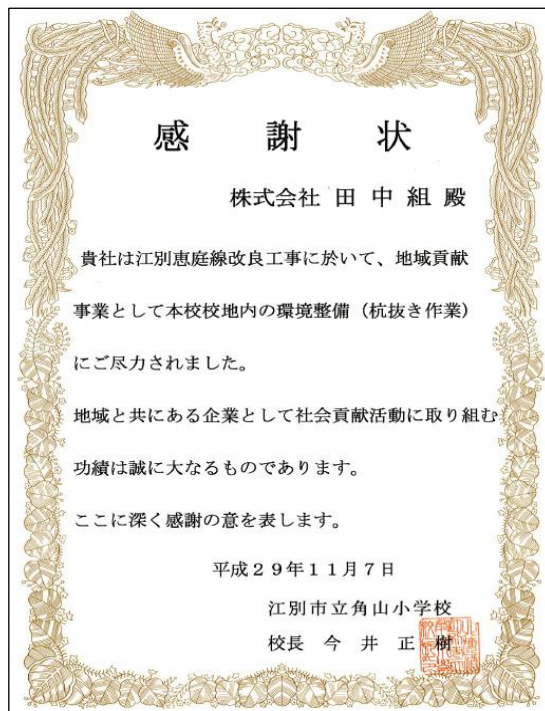 感謝状
株式会社 田中組 殿
貴社は江別恵庭線改良工事に於いて、地域貢献
事業として本校校地内の環境整備（杭抜き作業）
にご尽力されました。
地域と共にある企業として社会貢献活動に取り組む
功績は誠に大なるものであります。
ここに深く感謝の意を表します。
平成２９年１１月７日
江別市立角山小学校
校長 今井正樹